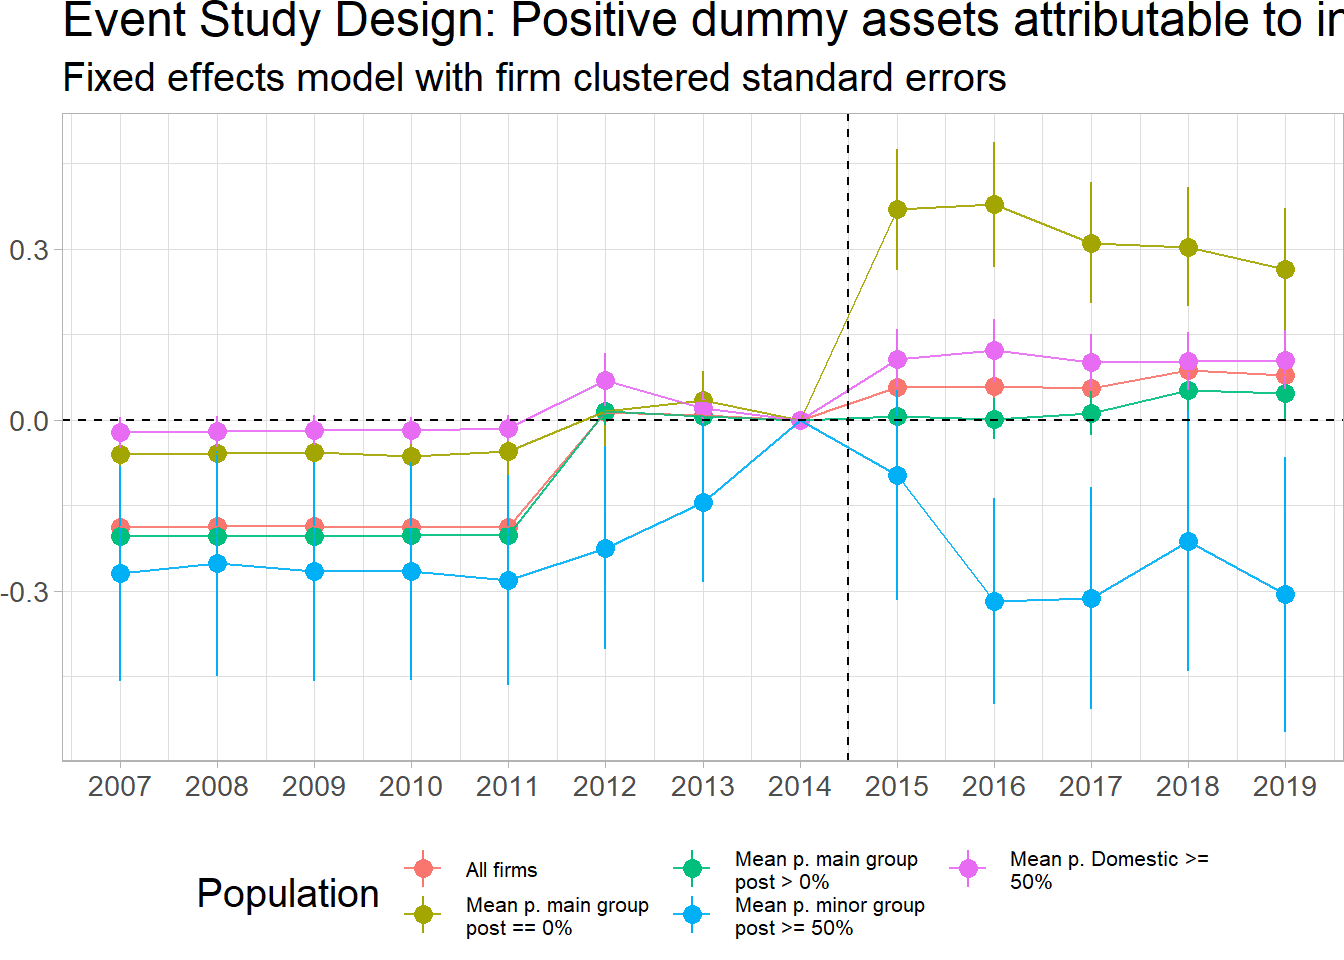 Event Study Design: Positive dummy assets attributable to
Fixed effects model with firm clustered standard errors
0.3
0.0
-0.3
2007 2008 2009 2010 2011 2012 2013 2014 2015 2016 2017 2018 2019
Population
All firms
Mean p. main group
post == 0%
Mean p. main group
post > 0%
Mean p. minor group
post >= 50%
Mean p. Domestic >=
50%